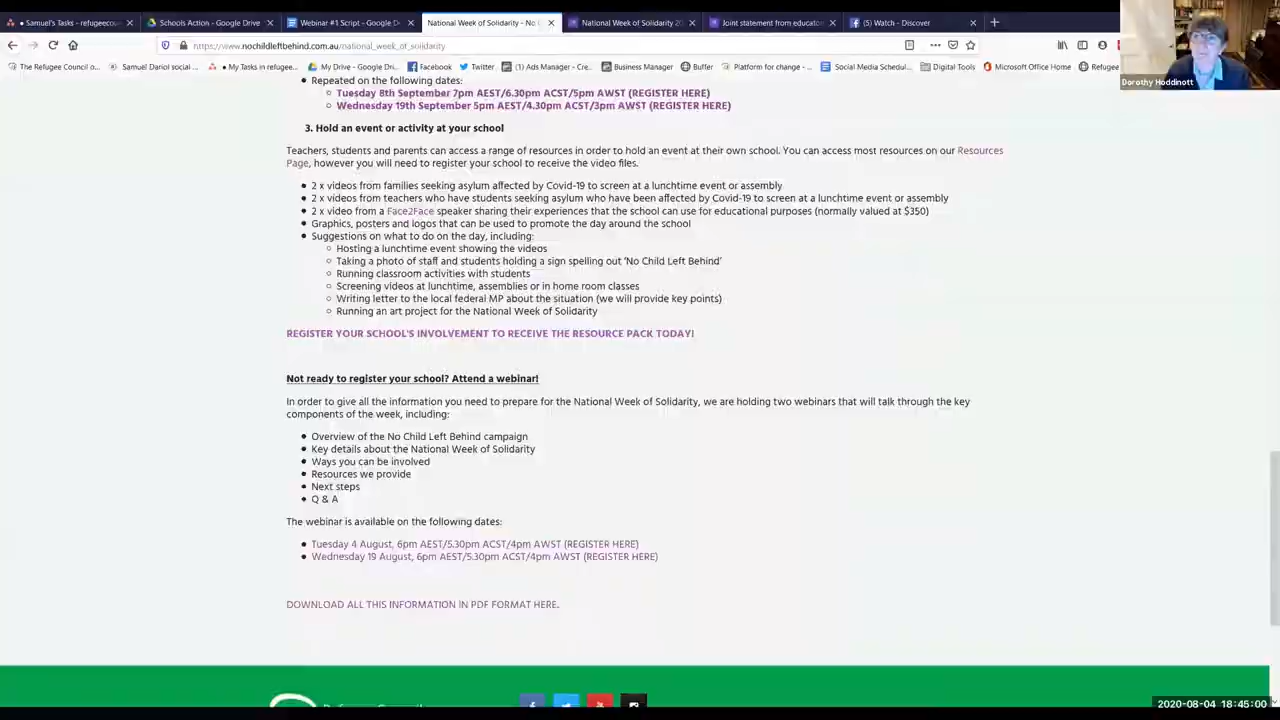 Samuel's Tasks - refugeecou
Schools Action - Google Drive
Webinar #1 Script - Google D
National Week of Solidarity - No C
National Week of Solidarity 20
Joint statement from educator
(5) Watch - Discover
https://www.nochildleftbehind.com.au/national_week_of_solidarity
The Refugee Council o...
Samuel Dariol social ...
My Tasks in refugee...
My Drive - Google Dri...
Facebook
Twitter
(1) Ads Manager - Cre...
Business Manager
Buffer
Platform for change - ...
Social Media Schedul...
Digital Tools
Microsoft Office Home
Refugee
Dorothy Hoddinott
Repeated on the following dates:
Tuesday 8th September 7pm AEST/6.30pm ACST/5pm AWST (REGISTER HERE)
Wednesday 19th September 5pm AEST/4.30pm ACST/3pm AWST (REGISTER HERE)
3. Hold an event or activity at your school
Teachers, students and parents can access a range of resources in order to hold an event at their own school. You can access most resources on our Resources
Page, however you will need to register your school to receive the video files.
2 x videos from families seeking asylum affected by Covid-19 to screen at a lunchtime event or assembly
2 x videos from teachers who have students seeking asylum who have been affected by Covid-19 to screen at a lunchtime event or assembly
2 x video from a Face2Face speaker sharing their experiences that the school can use for educational purposes (normally valued at $350)
Graphics, posters and logos that can be used to promote the day around the school
Suggestions on what to do on the day, including:
Hosting a lunchtime event showing the videos
Taking a photo of staff and students holding a sign spelling out 'No Child Left Behind'
Running classroom activities with students
Screening videos at lunchtime, assemblies or in home room classes
Writing letter to the local federal MP about the situation (we will provide key points)
Running an art project for the National Week of Solidarity
REGISTER YOUR SCHOOL'S INVOLVEMENT TO RECEIVE THE RESOURCE PACK TODAY!
Not ready to register your school? Attend a webinar!
In order to give all the information you need to prepare for the National Week of Solidarity, we are holding two webinars that will talk through the key
components of the week, including:
Overview of the No Child Left Behind campaign
Key details about the National Week of Solidarity
Ways you can be involved
Resources we provide
Next steps
Q & A
The webinar is available on the following dates:
Tuesday 4 August, 6pm AEST/5.30pm ACST/4pm AWST (REGISTER HERE)
Wednesday 19 August, 6pm AEST/5.30pm ACST/4pm AWST (REGISTER HERE)
DOWNLOAD ALL THIS INFORMATION IN PDF FORMAT HERE.
2020-08-04 18:45:00